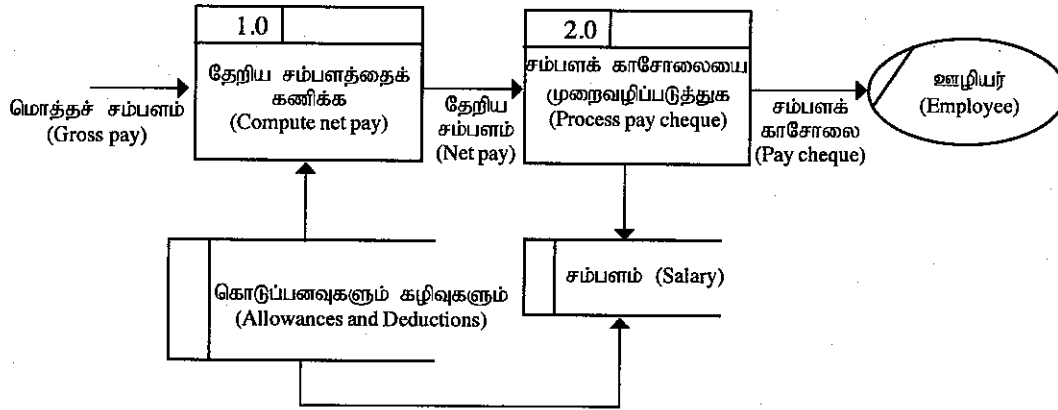 1.0
தேறிய சம்பளத்தைக்
கணிக்க
(Compute net pay)
மொத்தச் சம்பளம்
(Gross pay)
தேறிய
சம்பளம்
(Net pay)
2.0
சம்பளக் காசோலையை
முறைவழிப்படுத்துக
(Process pay cheque)
சம்பளக்
காசோலை
(Pay cheque)
ஊழியர்
(Employee)
கொடுப்பனவுகளும் கழிவுகளும்
(Allowances and Deductions)
சம்பளம் (Salary)